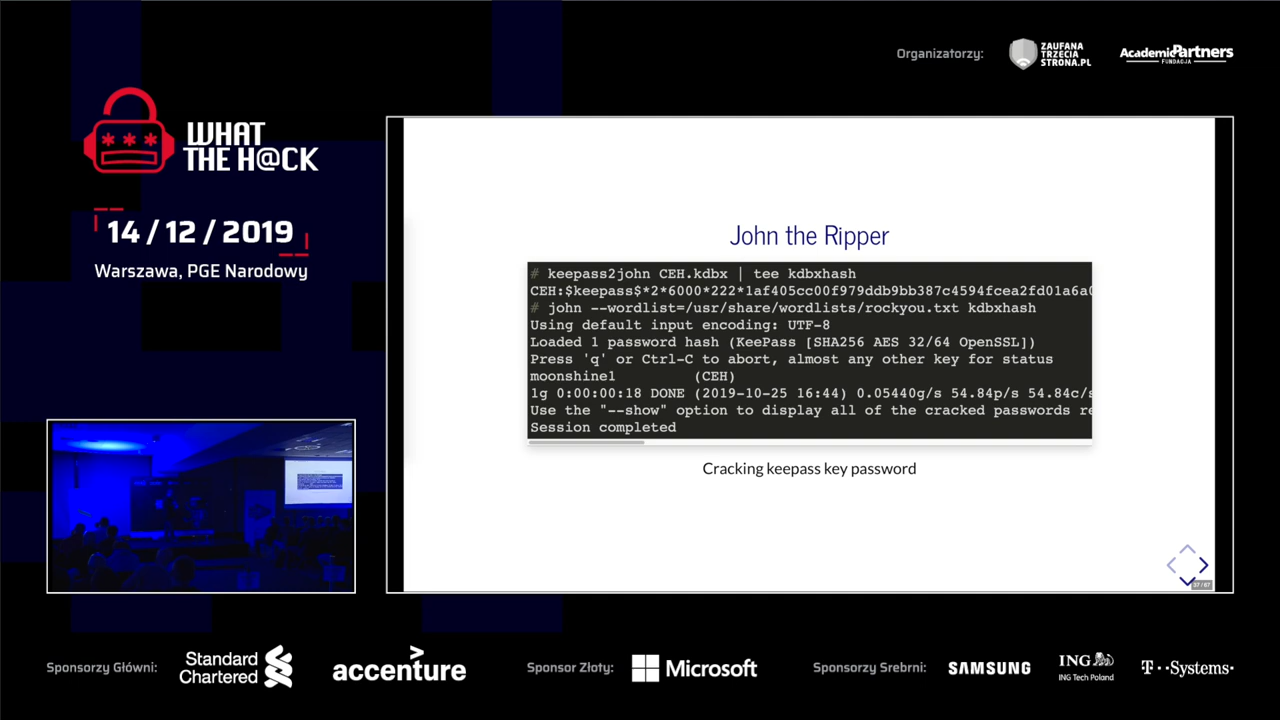 Organizatorzy:
ZAUFANA
TRZECIA
STRONA.PL
AcademicPartners
FUNDACJA
WHAT
THE H@CK
14 / 12 / 2019
Warszawa, PGE Narodowy
John the Ripper
# keepass2john CEH.kdbx | tee kdbxhash
CEH:$keepass$*2*6000*222*1af405cc00f979ddb9bb387c4594fcea2fd01a6a0
# john --wordlist=/usr/share/wordlists/rockyou.txt kdbxhash
Using default input encoding: UTF-8
Loaded 1 password hash (KeePass [SHA256 AES 32/64 OpenSSL])
Press 'q' or Ctrl-C to abort, almost any other key for status
moonshine1 (CEH)
1g 0:00:00:18 DONE (2019-10-25 16:44) 0.05440g/s 54.84p/s 54.84c/s
Use the "--show" option to display all of the cracked passwords re
Session completed
Cracking keepass key password
37 / 67
Sponsorzy Główni:
Standard
Chartered
accenture
Sponsor Złoty:
Microsoft
Sponsorzy Srebrni:
SAMSUNG
ING
ING Tech Poland
T··Systems·